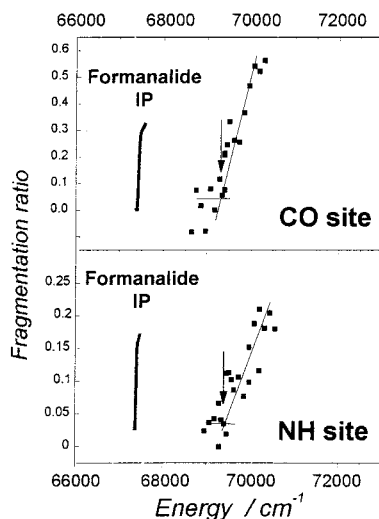 66000 68000 70000 72000
0.6
0.5
0.4
0.3
0.2
0.1
0.0
Formanalide
IP
CO site
Fragmentation ratio
0.25
0.2
0.15
0.1
0.05
0
Formanalide
IP
NH site
66000 68000 70000 72000
Energy / cm-1